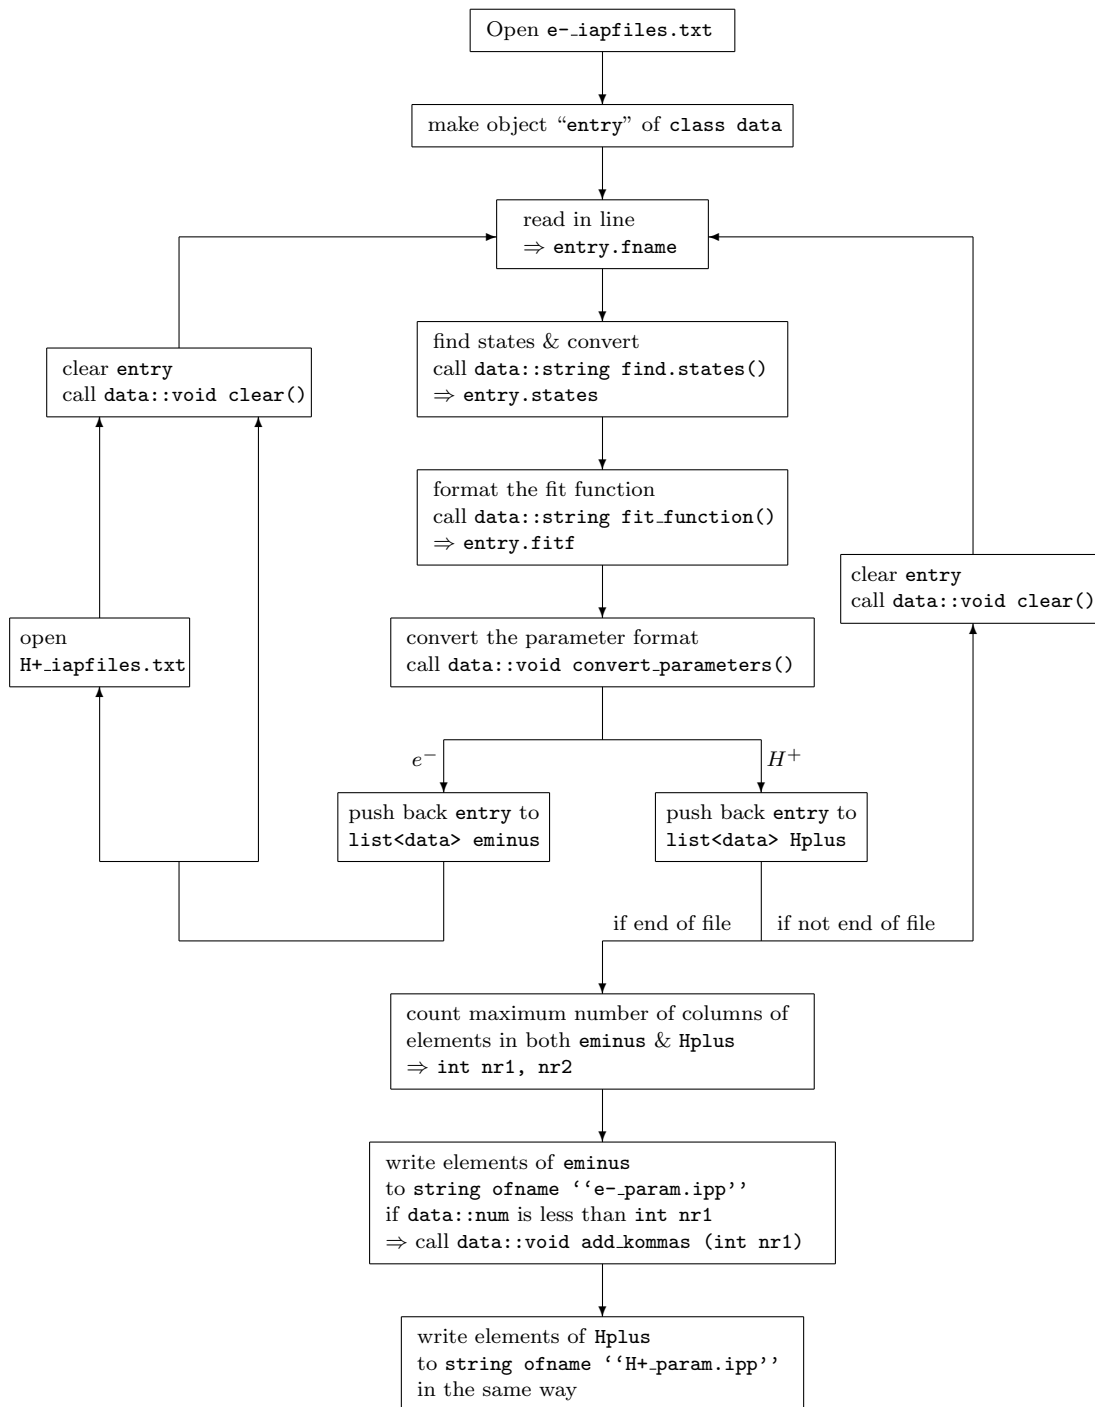 Open e-_iapfiles.txt
make object “entry” of class data
read in line
⇒ entry.fname
find states & convert
call data::string find.states()
⇒ entry.states
clear entry
call data::void clear()
format the fit function
call data::string fit_function()
⇒ entry.fitf
clear entry
call data::void clear()
open
H+_iapfiles.txt
convert the parameter format
call data::void convert_parameters()
e−
H+
push back entry to
list<data> eminus
push back entry to
list<data> Hplus
if end of file
if not end of file
count maximum number of columns of
elements in both eminus & Hplus
⇒ int nr1, nr2
write elements of eminus
to string ofname ‘‘e-_param.ipp’’
if data::num is less than int nr1
⇒ call data::void add_kommas (int nr1)
write elements of Hplus
to string ofname ‘‘H+_param.ipp’’
in the same way